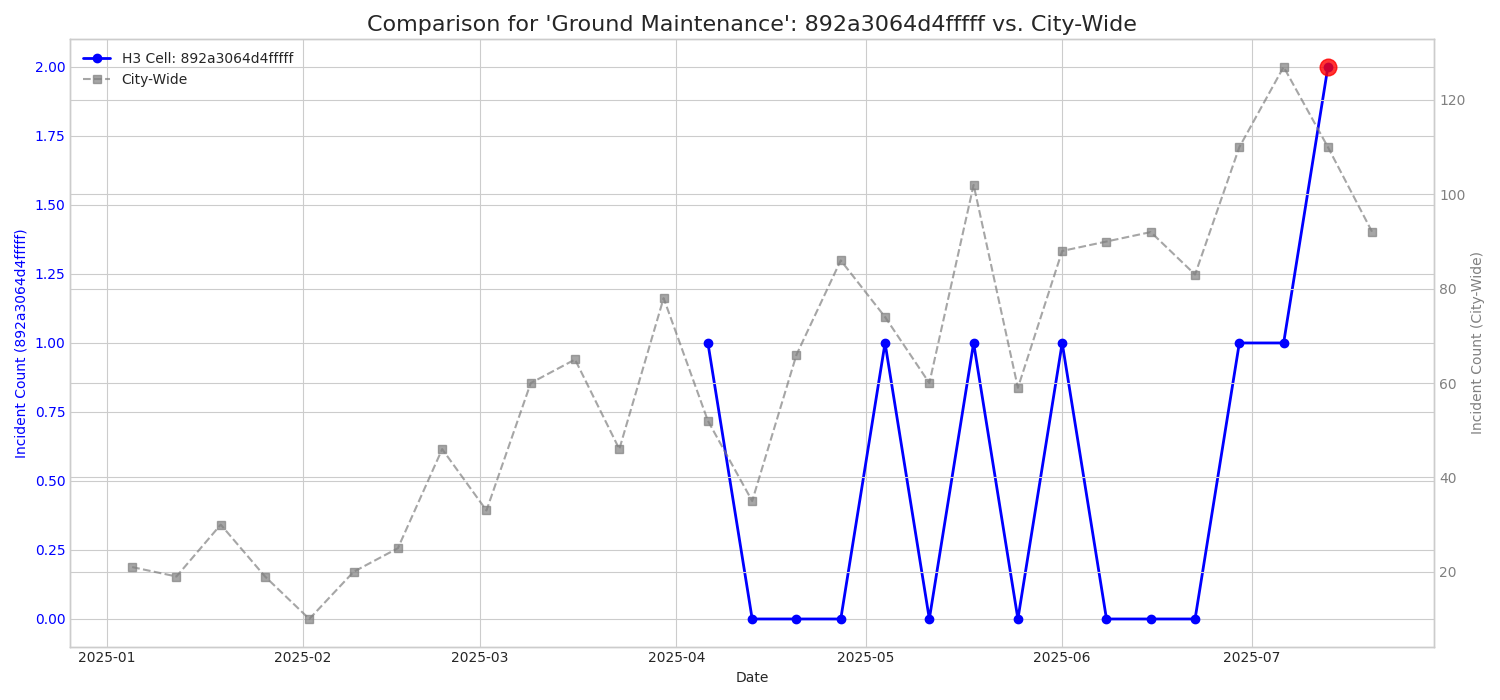 Comparison for 'Ground Maintenance': 892a3064d4fffff vs. City-Wide
H3 Cell: 892a3064d4fffff
City-Wide
Incident Count (892a3064d4fffff)
2.00
1.75
1.50
1.25
1.00
0.75
0.50
0.25
0.00
120
100
80
60
40
20
Incident Count (City-Wide)
2025-01 2025-02 2025-03 2025-04 2025-05 2025-06 2025-07
Date